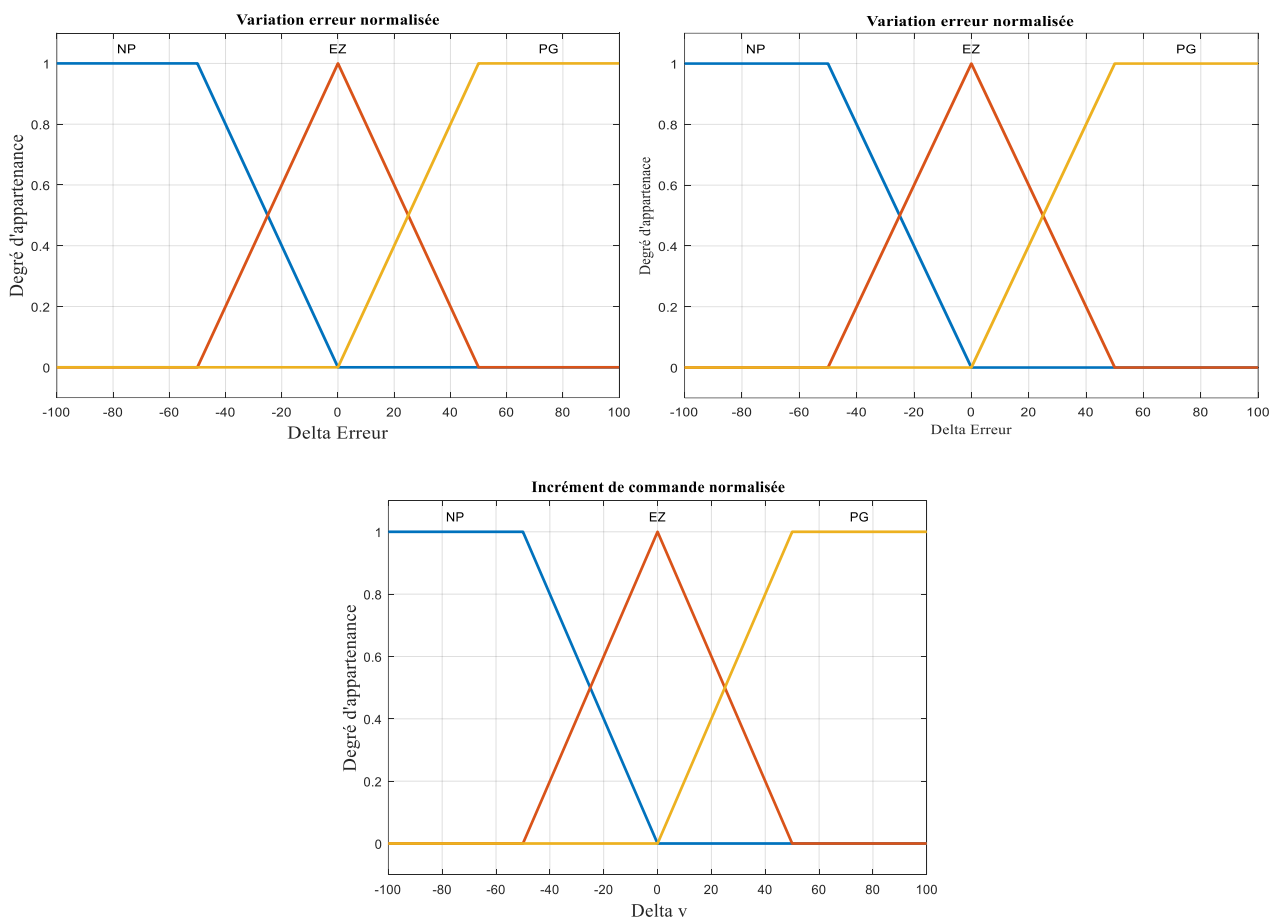 Variation erreur normalisée
NP EZ PG
1
0.8
0.6
0.4
0.2
0
Degré d'appartenance
-100 -80 -60 -40 -20 0 20 40 60 80 100
Delta Erreur
Variation erreur normalisée
NP EZ PG
1
0.8
0.6
0.4
0.2
0
Degré d'appartenace
-100 -80 -60 -40 -20 0 20 40 60 80 100
Delta Erreur
Incrément de commande normalisée
NP EZ PG
1
0.8
0.6
0.4
0.2
0
Degré d'appartenance
-100 -80 -60 -40 -20 0 20 40 60 80 100
Delta v